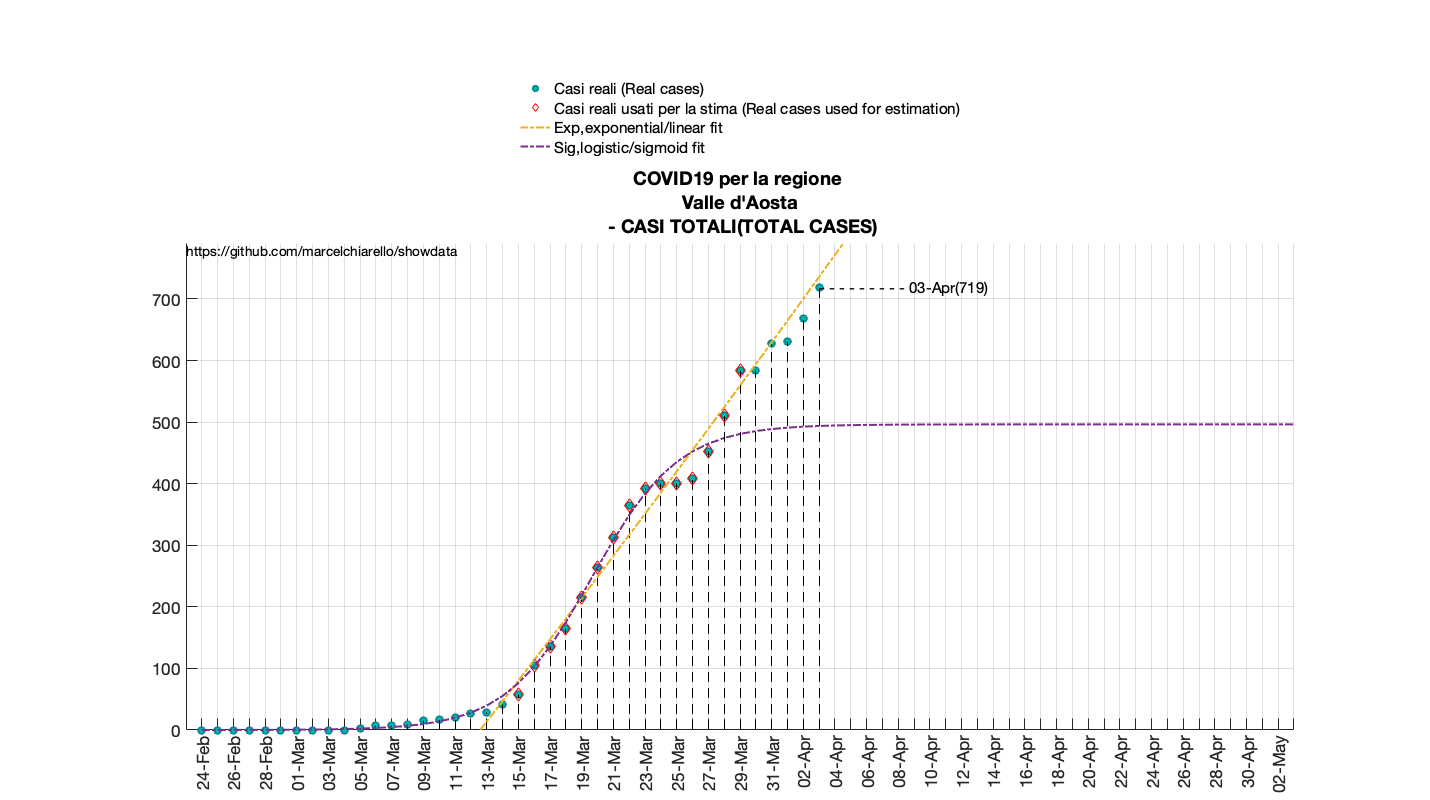 Casi reali (Real cases)
Casi reali usati per la stima (Real cases used for estimation)
Exp,exponential/linear fit
Sig,logistic/sigmoid fit
COVID19 per la regione
Valle d'Aosta
- CASI TOTALI(TOTAL CASES)
https://github.com/marcelchiarello/showdata
03-Apr(719)
700
600
500
400
300
200
100
0
24-Feb
26-Feb
28-Feb
01-Mar
03-Mar
05-Mar
07-Mar
09-Mar
11-Mar
13-Mar
15-Mar
17-Mar
19-Mar
21-Mar
23-Mar
25-Mar
27-Mar
29-Mar
31-Mar
02-Apr
04-Apr
06-Apr
08-Apr
10-Apr
12-Apr
14-Apr
16-Apr
18-Apr
20-Apr
22-Apr
24-Apr
26-Apr
28-Apr
30-Apr
02-May